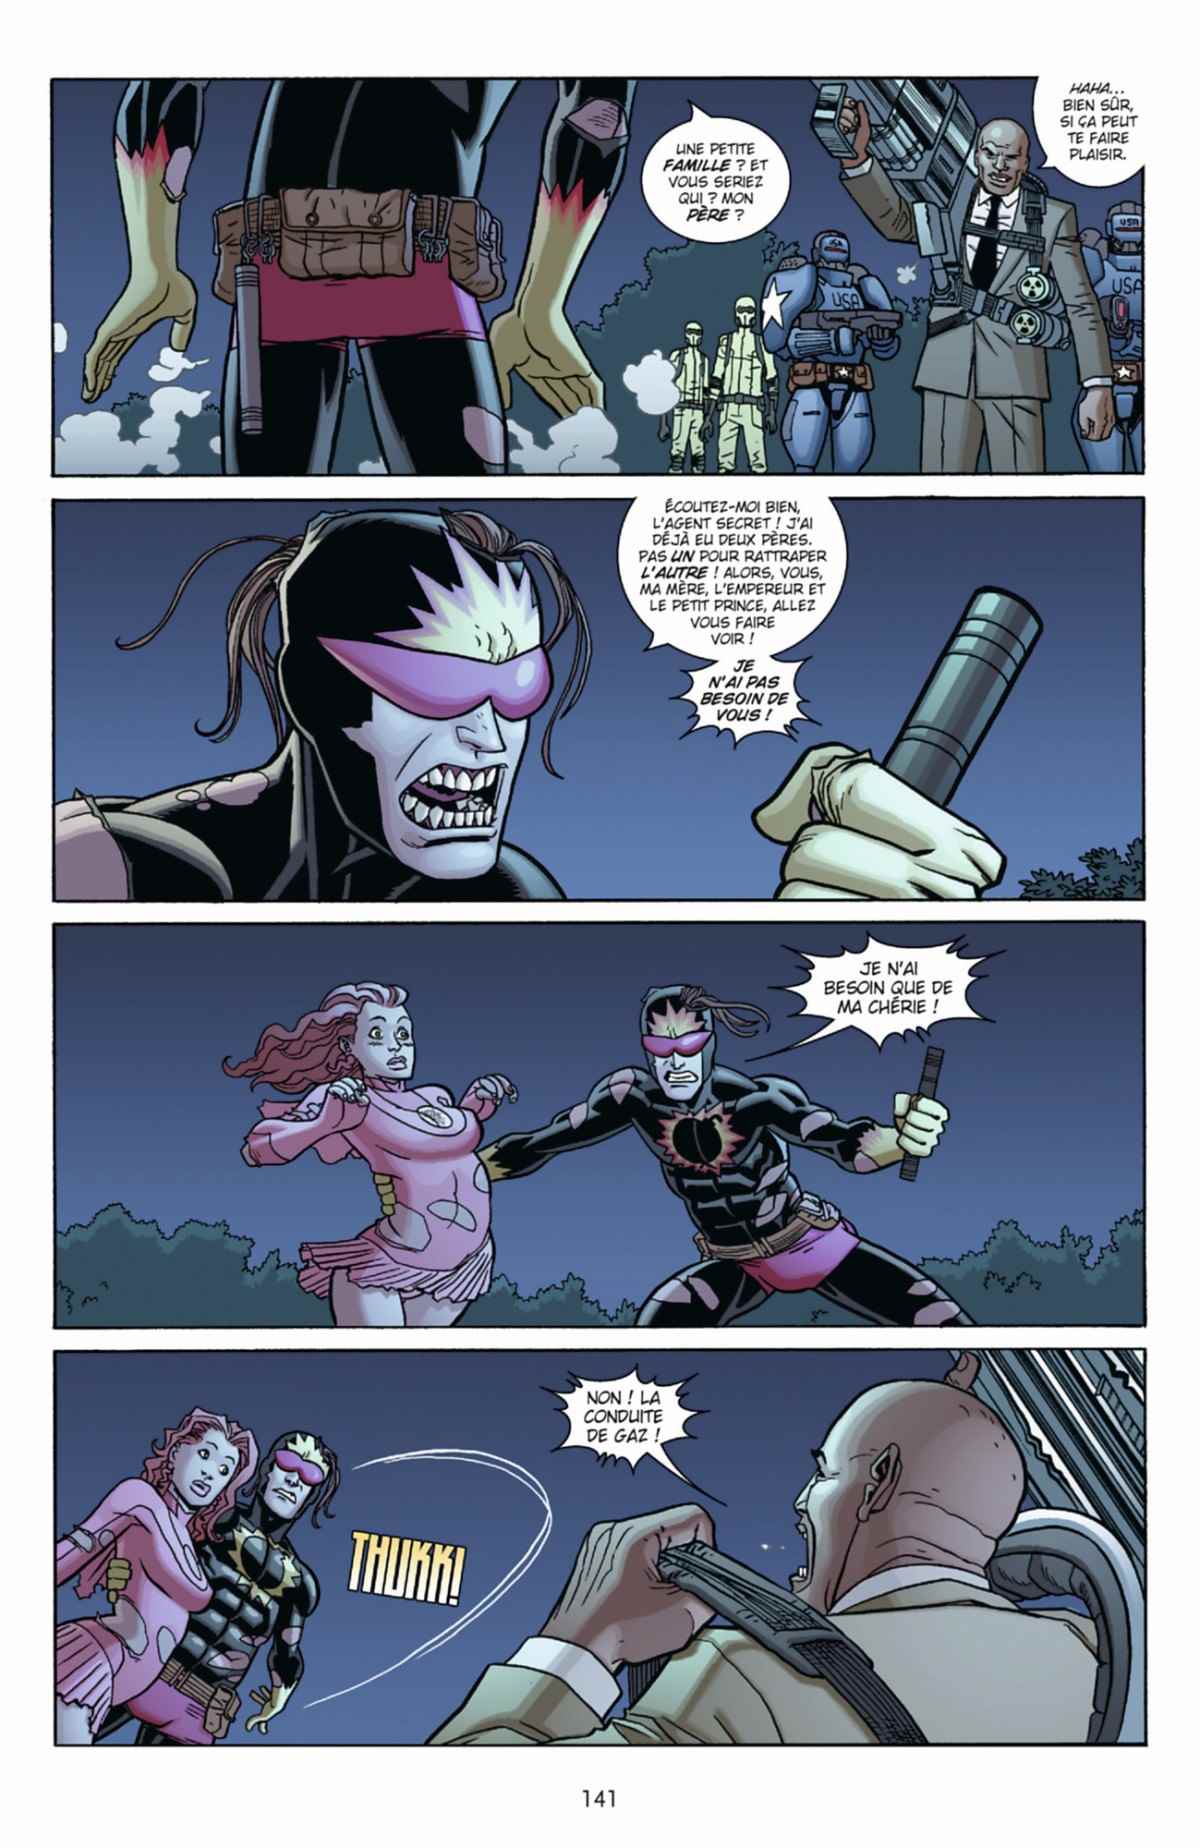 UNE PETITE
FAMILLE ? ET
VOUS SERIEZ
QUI ? MON
PÈRE ?
HAHA...
BIEN SÛR,
SI ÇA PEUT
TE FAIRE
PLAISIR.
USA
USA
USA
USA
ÉCOUTEZ-MOI BIEN,
L'AGENT SECRET ! J'AI
DÉJÀ EU DEUX PÈRES.
PAS UN POUR RATTRAPER
L'AUTRE ! ALORS, VOUS,
MA MÈRE, L'EMPEREUR ET
LE PETIT PRINCE, ALLEZ
VOUS FAIRE
VOIR !
JE
N'AI PAS
BESOIN DE
VOUS !
JE N'AI
BESOIN QUE DE
MA CHÉRIE !
NON ! LA
CONDUITE
DE GAZ !
THUKK!
141